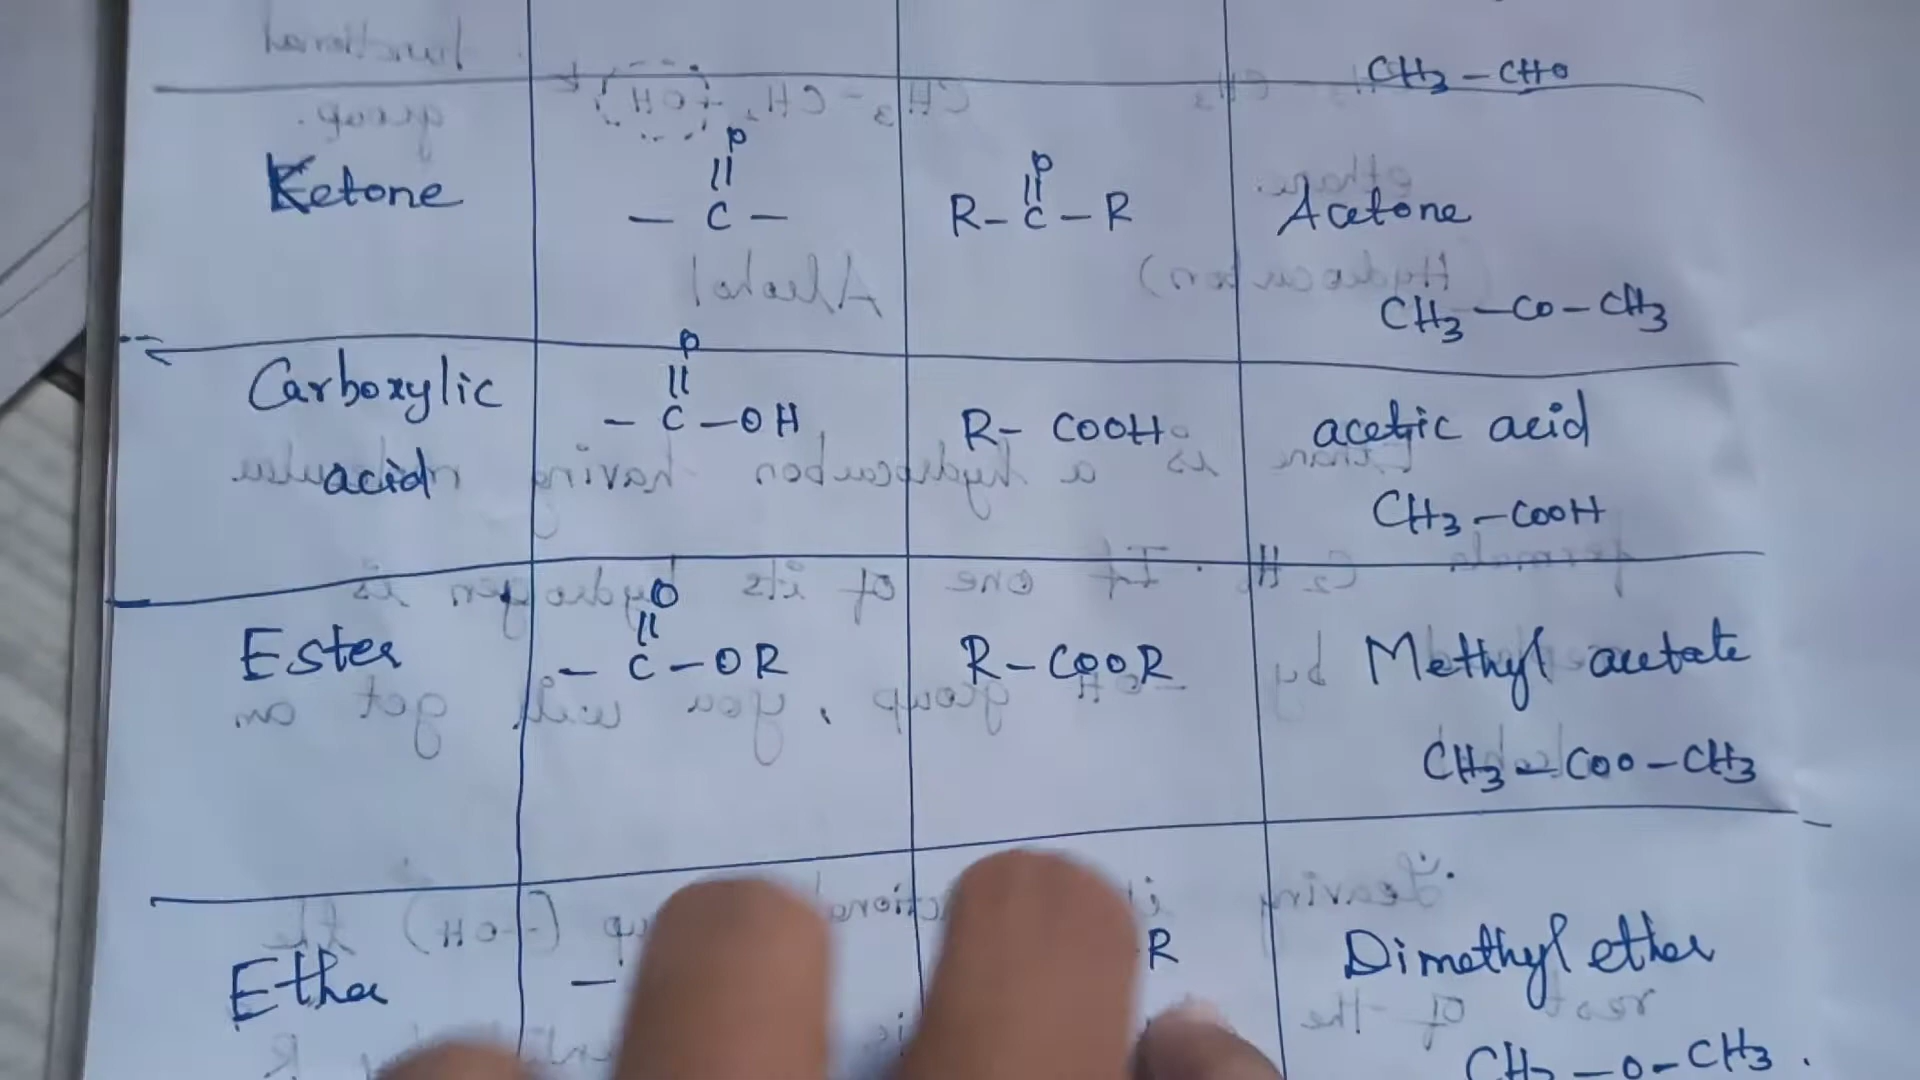 CH3 – CHO
Ketone
O
||
– C –
O
||
R – C – R
Acetone
CH3 – CO – CH3
Carboxylic
acid
O
||
– C – OH
R – COOH
acetic acid
CH3 – COOH
Ester
O
||
– C – OR
R – COOR
Methyl acetate
CH3 – COO – CH3
Ether
–
R
Dimethyl ether
CH3 – O – CH3.